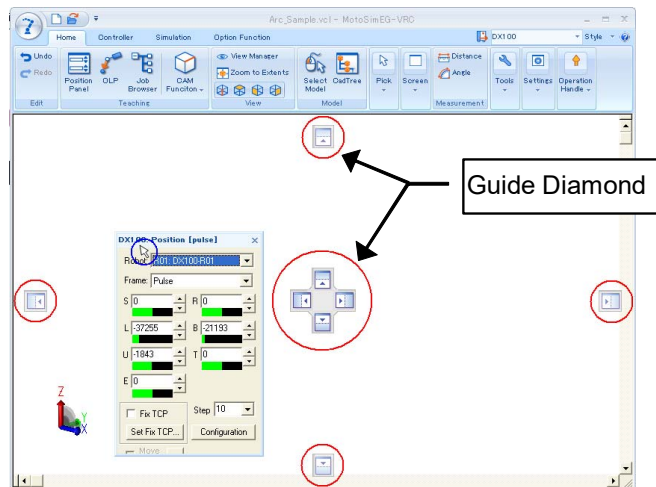 Arc_Sample.vcl - MotoSimEG-VRC
Home Controller Simulation Option Function DX100 Style
Undo
Redo
Edit
Position Panel
OLP
Job Browser
CAM Funciton
Teaching
View Manager
Zoom to Extents
View
Select Model
CadTree
Model
Pick
Screen
Distance
Angle
Measurement
Tools
Settings
Operation Handle
Guide Diamond
DX100: Position [pulse]
Robot: R01: DX100-R01
Frame: Pulse
S 0 R 0
L -37255 B -21193
U -1843 T 0
E 0
Fix TCP Step 10
Set Fix TCP... Configuration
Move
Z
Y
X